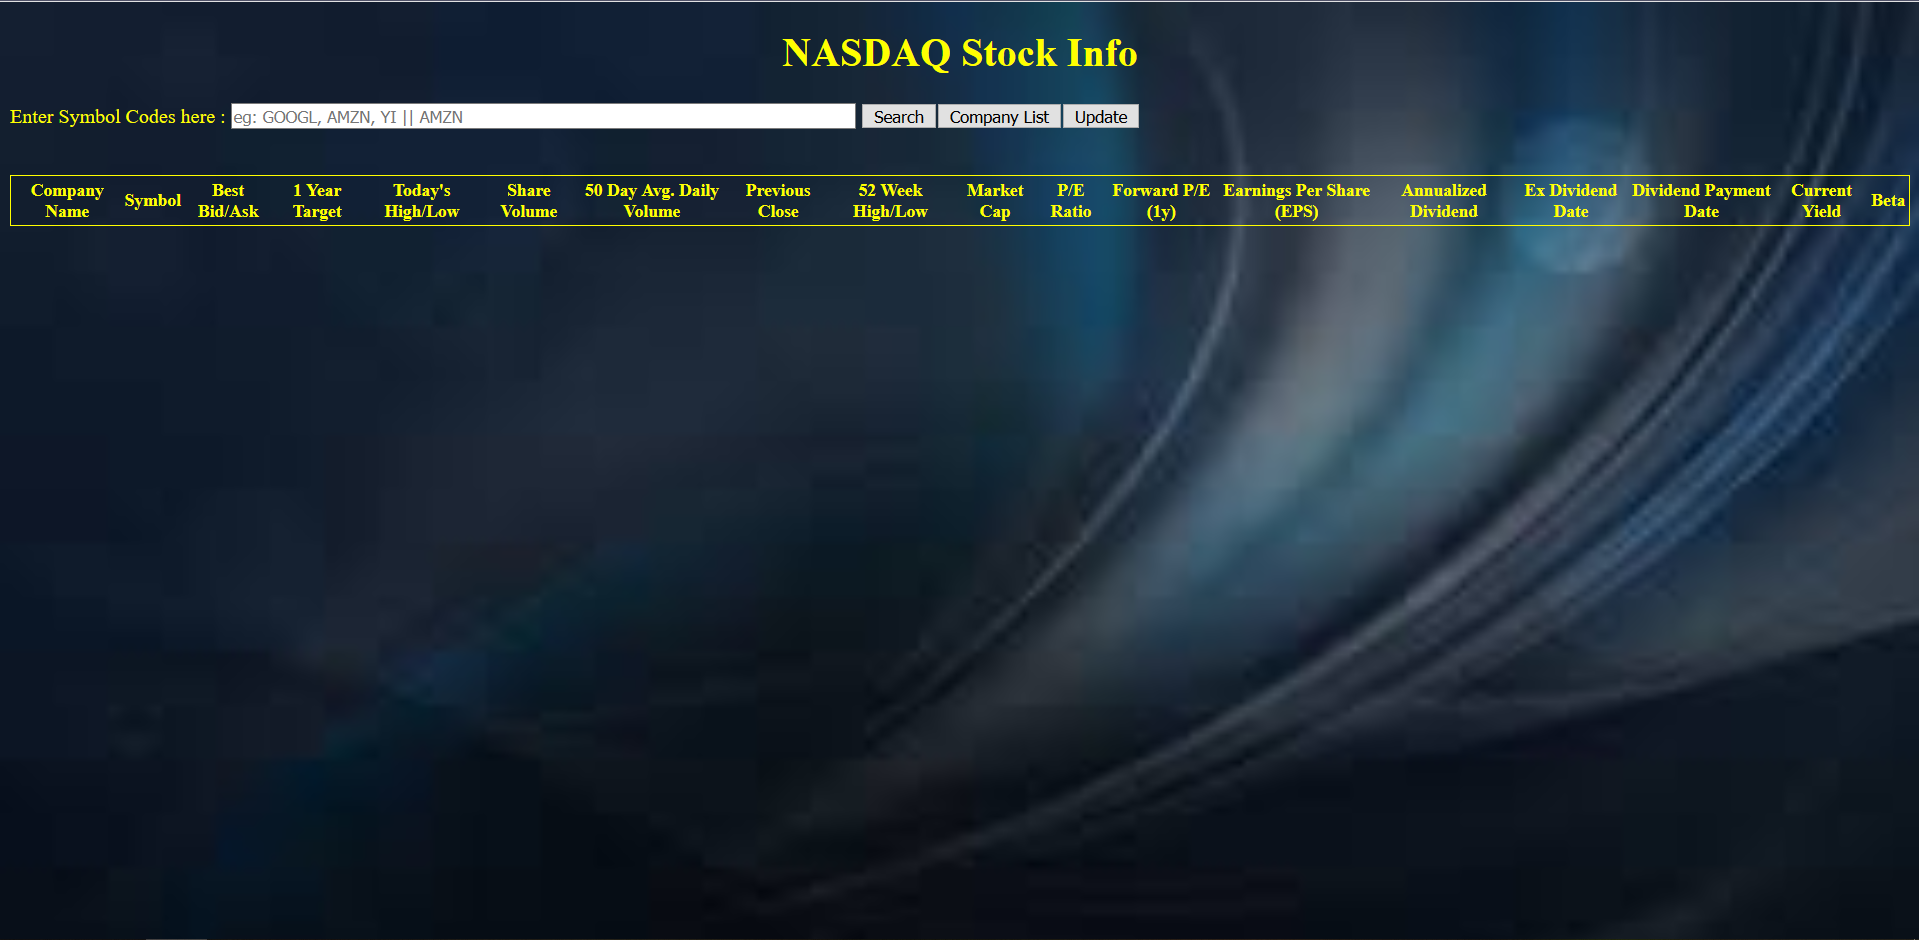 NASDAQ Stock Info
Enter Symbol Codes here : eg: GOOGL, AMZN, YI || AMZN Search Company List Update
Company Name Symbol Best Bid/Ask 1 Year Target Today's High/Low Share Volume 50 Day Avg. Daily Volume Previous Close 52 Week High/Low Market Cap P/E Ratio Forward P/E (1y) Earnings Per Share (EPS) Annualized Dividend Ex Dividend Date Dividend Payment Date Current Yield Beta